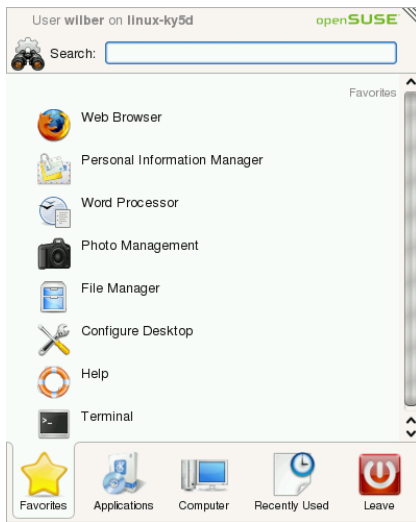 User wilber on linux-ky5d
openSUSE
Search:
Favorites
Web Browser
Personal Information Manager
Word Processor
Photo Management
File Manager
Configure Desktop
Help
Terminal
Favorites Applications Computer Recently Used Leave